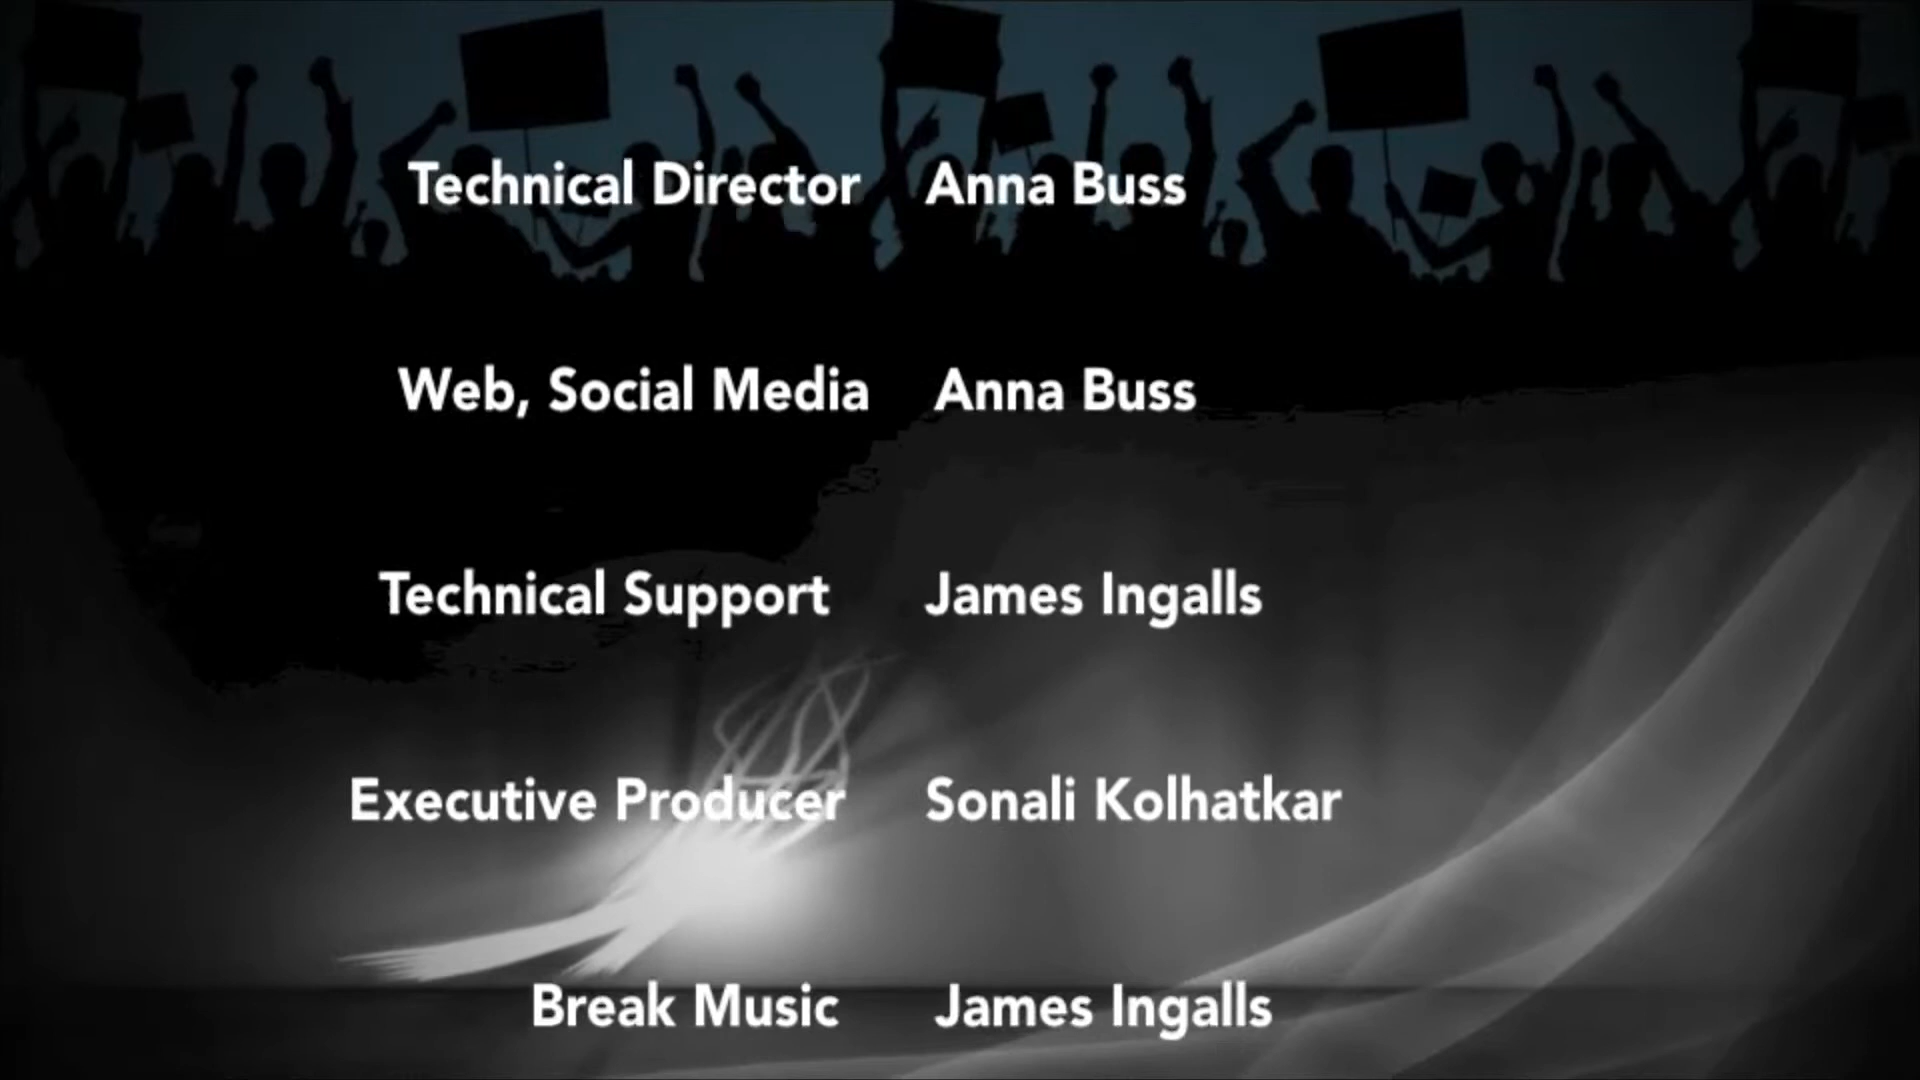 Technical Director Anna Buss
Web, Social Media Anna Buss
Technical Support James Ingalls
Executive Producer Sonali Kolhatkar
Break Music James Ingalls